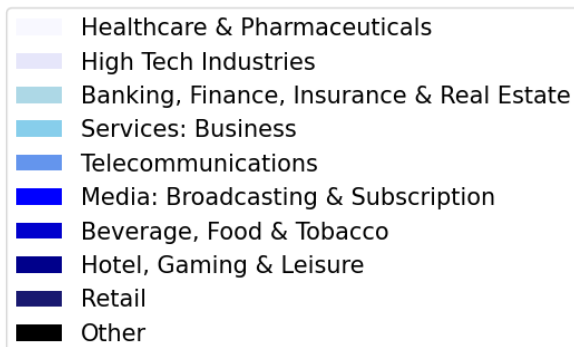 Healthcare & Pharmaceuticals
High Tech Industries
Banking, Finance, Insurance & Real Estate
Services: Business
Telecommunications
Media: Broadcasting & Subscription
Beverage, Food & Tobacco
Hotel, Gaming & Leisure
Retail
Other